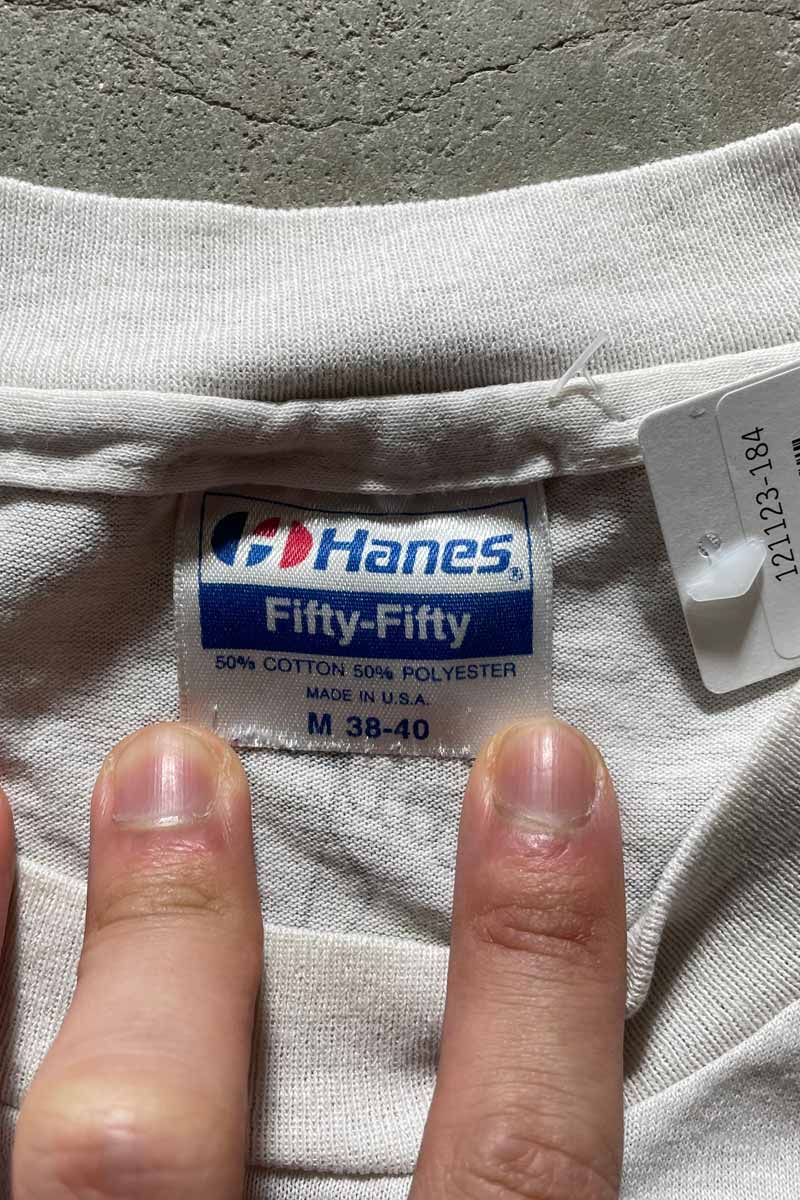 Hanes®
Fifty-Fifty
50% COTTON 50% POLYESTER
MADE IN U.S.A.
M 38-40
121123-184